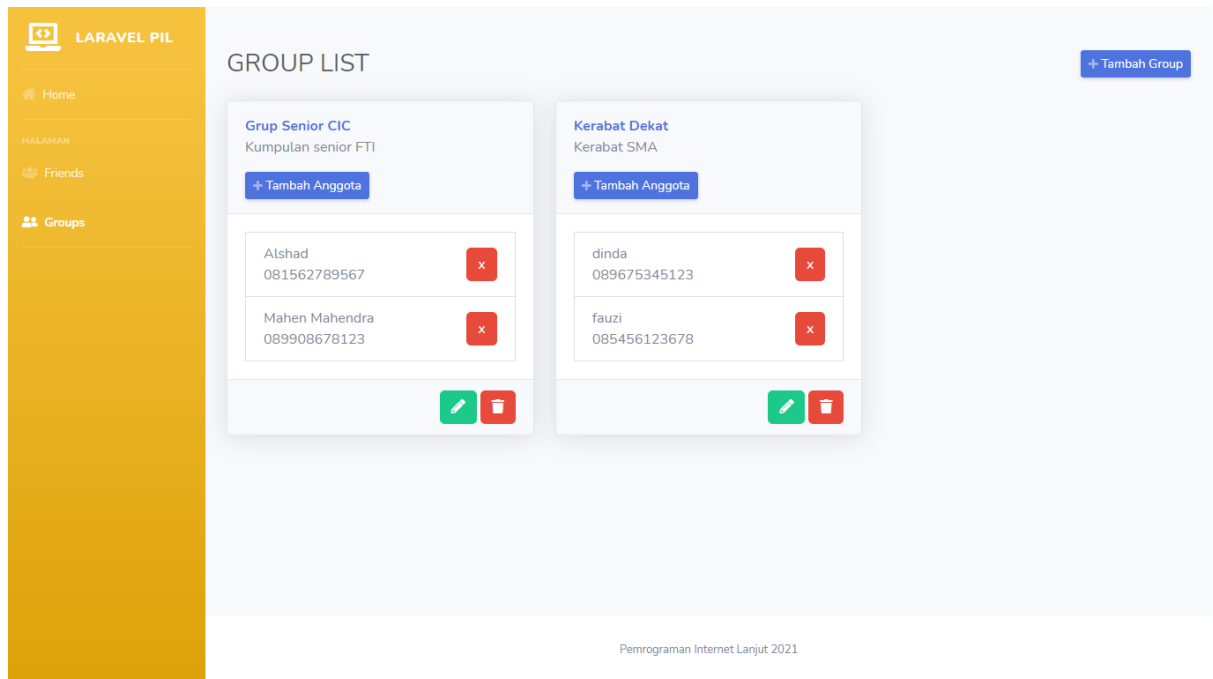 LARAVEL PIL
Home
HALAMAN
Friends
Groups
GROUP LIST
+ Tambah Group
Grup Senior CIC
Kumpulan senior FTI
+ Tambah Anggota
Alshad
081562789567
x
Mahen Mahendra
089908678123
x
Kerabat Dekat
Kerabat SMA
+ Tambah Anggota
dinda
089675345123
x
fauzi
085456123678
x
Pemrograman Internet Lanjut 2021